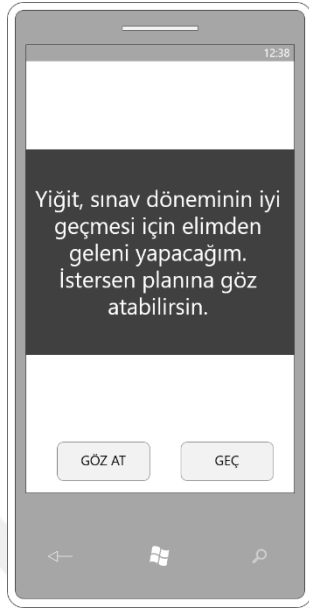 12:38
Yiğit, sınav döneminin iyi
geçmesi için elimden
geleni yapacağım.
İstersen planına göz
atabilirsin.
GÖZ AT
GEÇ